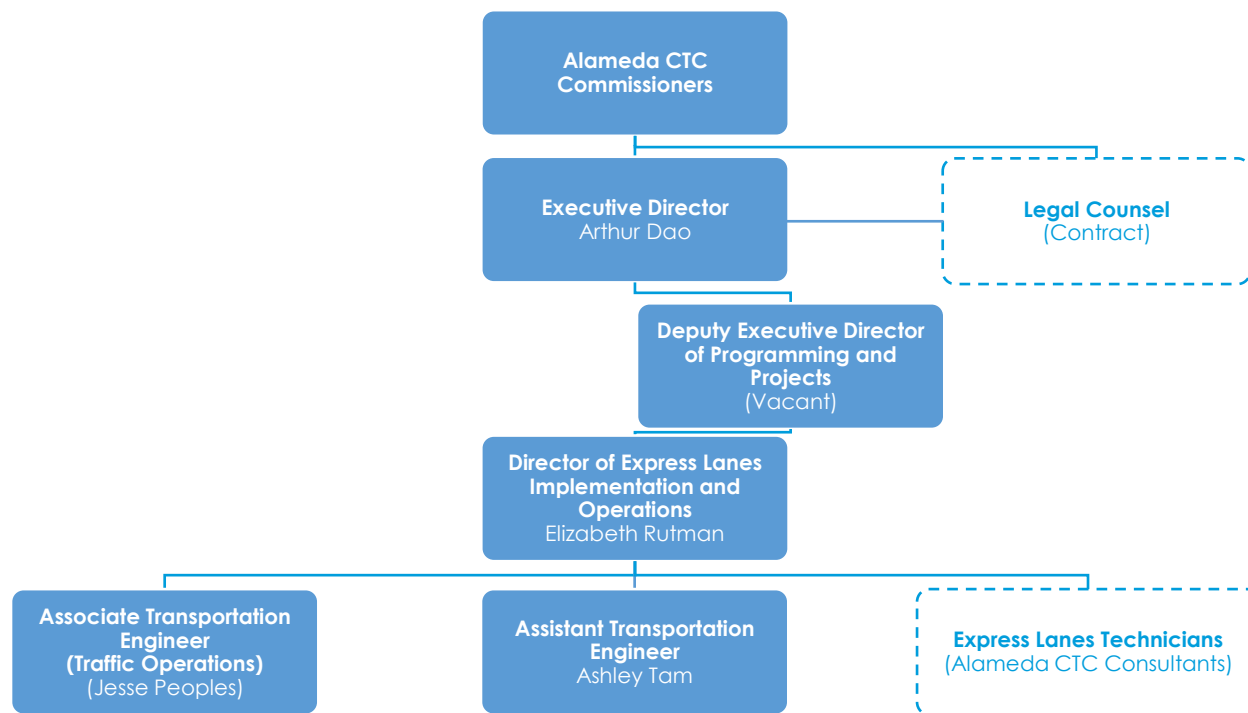 Alameda CTC
Commissioners
Executive Director
Arthur Dao
Legal Counsel
(Contract)
Deputy Executive Director
of Programming and
Projects
(Vacant)
Director of Express Lanes
Implementation and
Operations
Elizabeth Rutman
Associate Transportation
Engineer
(Traffic Operations)
(Jesse Peoples)
Assistant Transportation
Engineer
Ashley Tam
Express Lanes Technicians
(Alameda CTC Consultants)